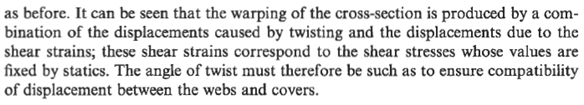 as before. It can be seen that the warping of the cross-section is produced by a com-
bination of the displacements caused by twisting and the displacements due to the
shear strains; these shear strains correspond to the shear stresses whose values are
fixed by statics. The angle of twist must therefore be such as to ensure compatibility
of displacement between the webs and covers.